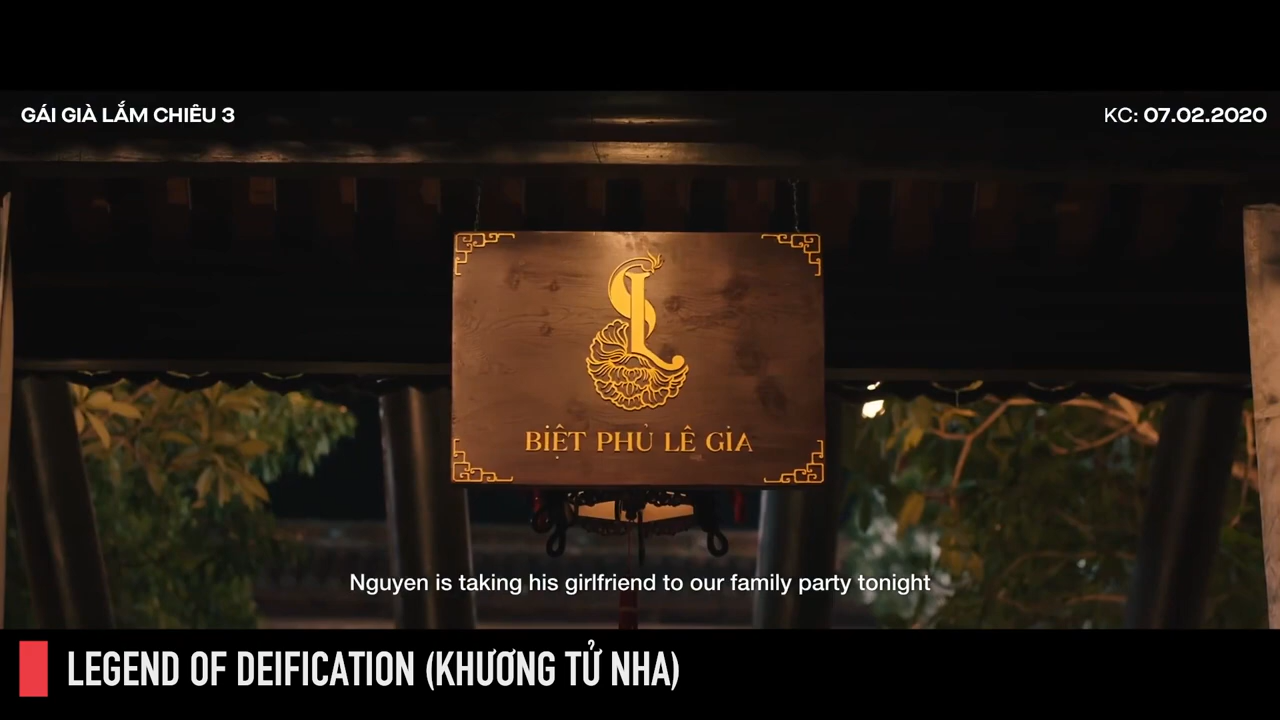 GÁI GIÀ LẮM CHIÊU 3
KC: 07.02.2020
BIỆT PHỦ LÊ GIA
Nguyen is taking his girlfriend to our family party tonight
LEGEND OF DEIFICATION (KHƯƠNG TỬ NHA)